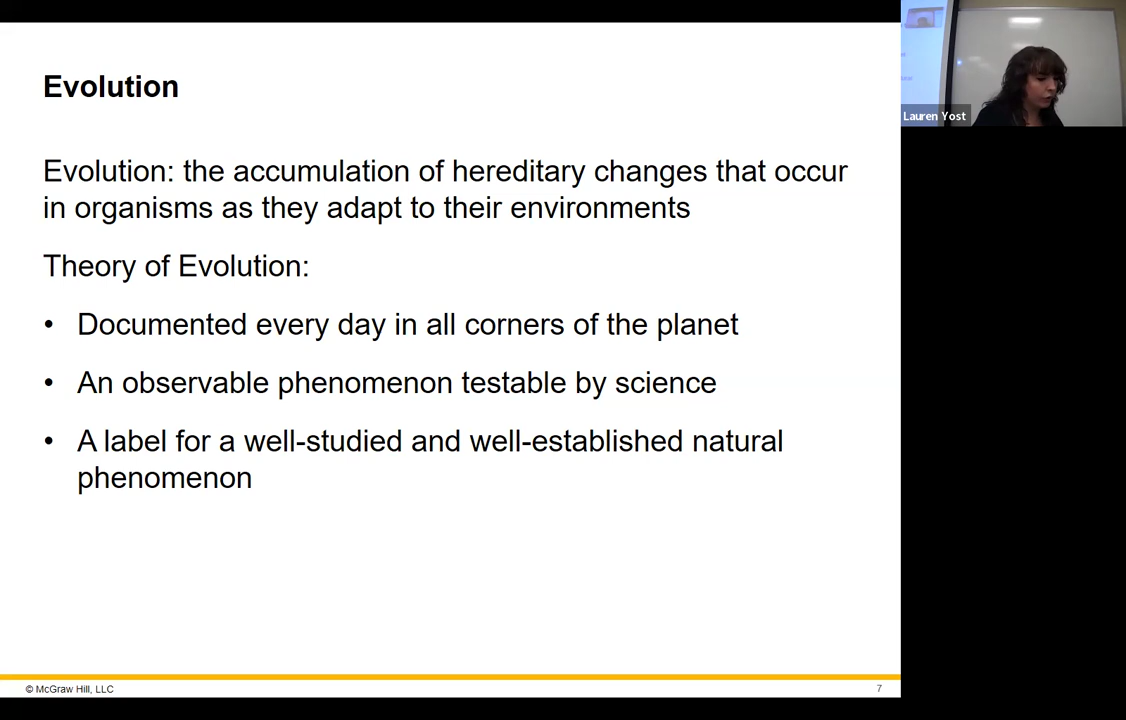 Evolution
Evolution: the accumulation of hereditary changes that occur
in organisms as they adapt to their environments
Theory of Evolution:
• Documented every day in all corners of the planet
• An observable phenomenon testable by science
• A label for a well-studied and well-established natural
phenomenon
© McGraw Hill, LLC
7
Lauren Yost